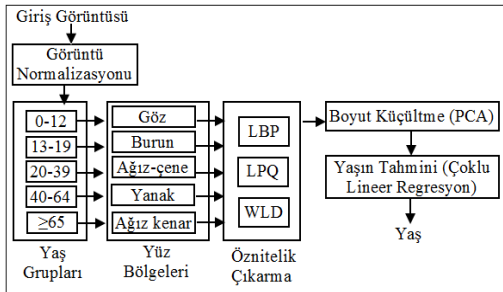 Giriş Görüntüsü
Görüntü
Normalizasyonu
0-12
13-19
20-39
40-64
≥65
Yaş
Grupları
Göz
Burun
Ağız-çene
Yanak
Ağız kenar
Yüz
Bölgeleri
LBP
LPQ
WLD
Öznitelik
Çıkarma
Boyut Küçültme (PCA)
Yaşın Tahmini (Çoklu
Lineer Regresyon)
Yaş